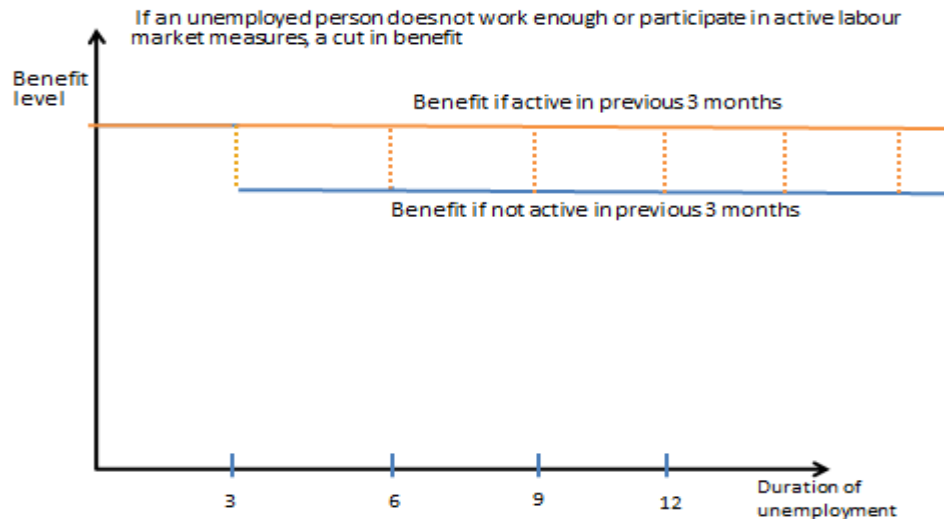 If an unemployed person does not work enough or participate in active labour
market measures, a cut in benefit
Benefit
level
Benefit if active in previous 3 months
Benefit if not active in previous 3 months
3
6
9
12
Duration of
unemployment